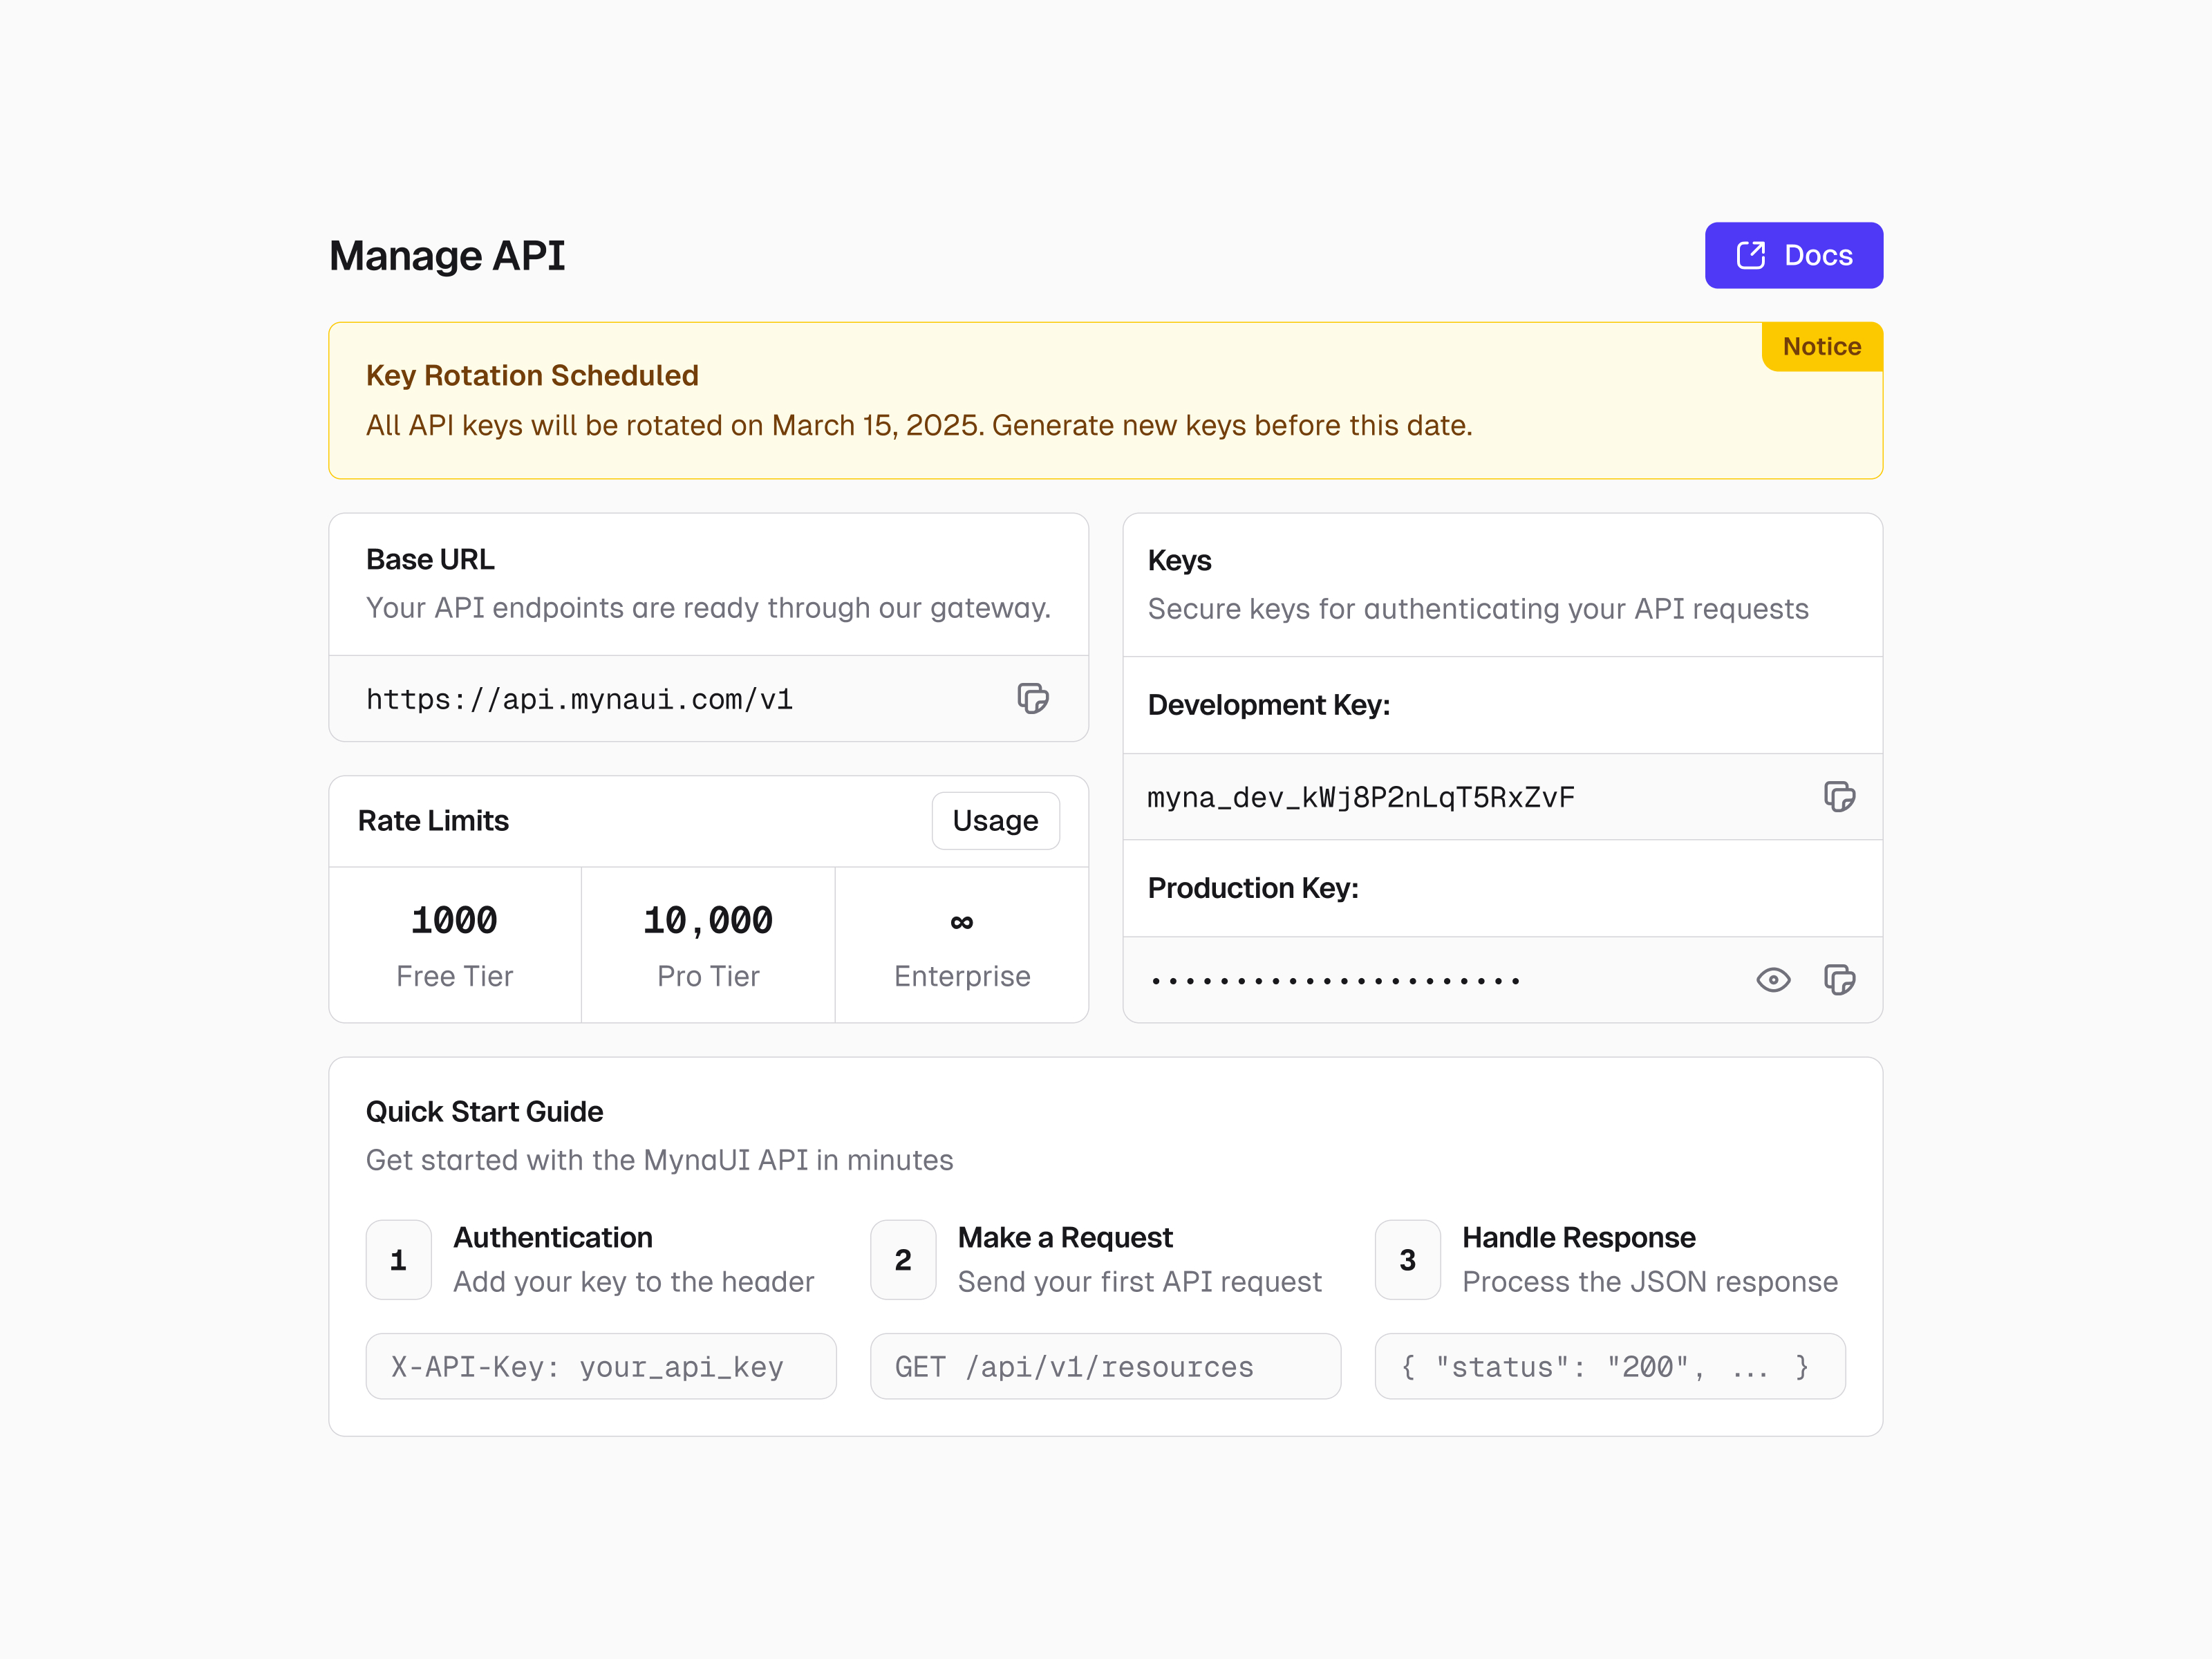 Manage API
Docs
Notice
Key Rotation Scheduled
All API keys will be rotated on March 15, 2025. Generate new keys before this date.
Base URL
Your API endpoints are ready through our gateway.
https://api.mynaui.com/v1
Rate Limits
Usage
1000
Free Tier
10,000
Pro Tier
∞
Enterprise
Keys
Secure keys for authenticating your API requests
Development Key:
myna_dev_kWj8P2nLqT5RxZvF
Production Key:
••••••••••••••••••••••
Quick Start Guide
Get started with the MynaUI API in minutes
1
Authentication
Add your key to the header
X-API-Key: your_api_key
2
Make a Request
Send your first API request
GET /api/v1/resources
3
Handle Response
Process the JSON response
{ "status": "200", ... }